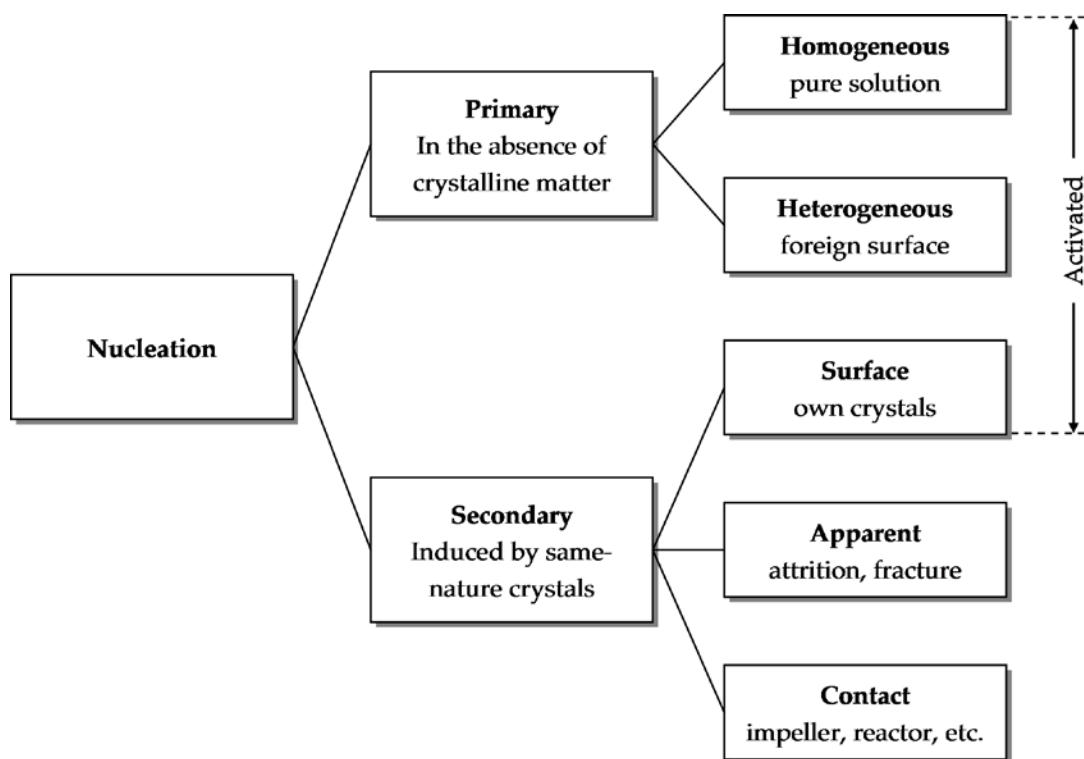 Nucleation
Primary
In the absence of
crystalline matter
Secondary
Induced by same-
nature crystals
Homogeneous
pure solution
Heterogeneous
foreign surface
Surface
own crystals
Apparent
attrition, fracture
Contact
impeller, reactor, etc.
Activated